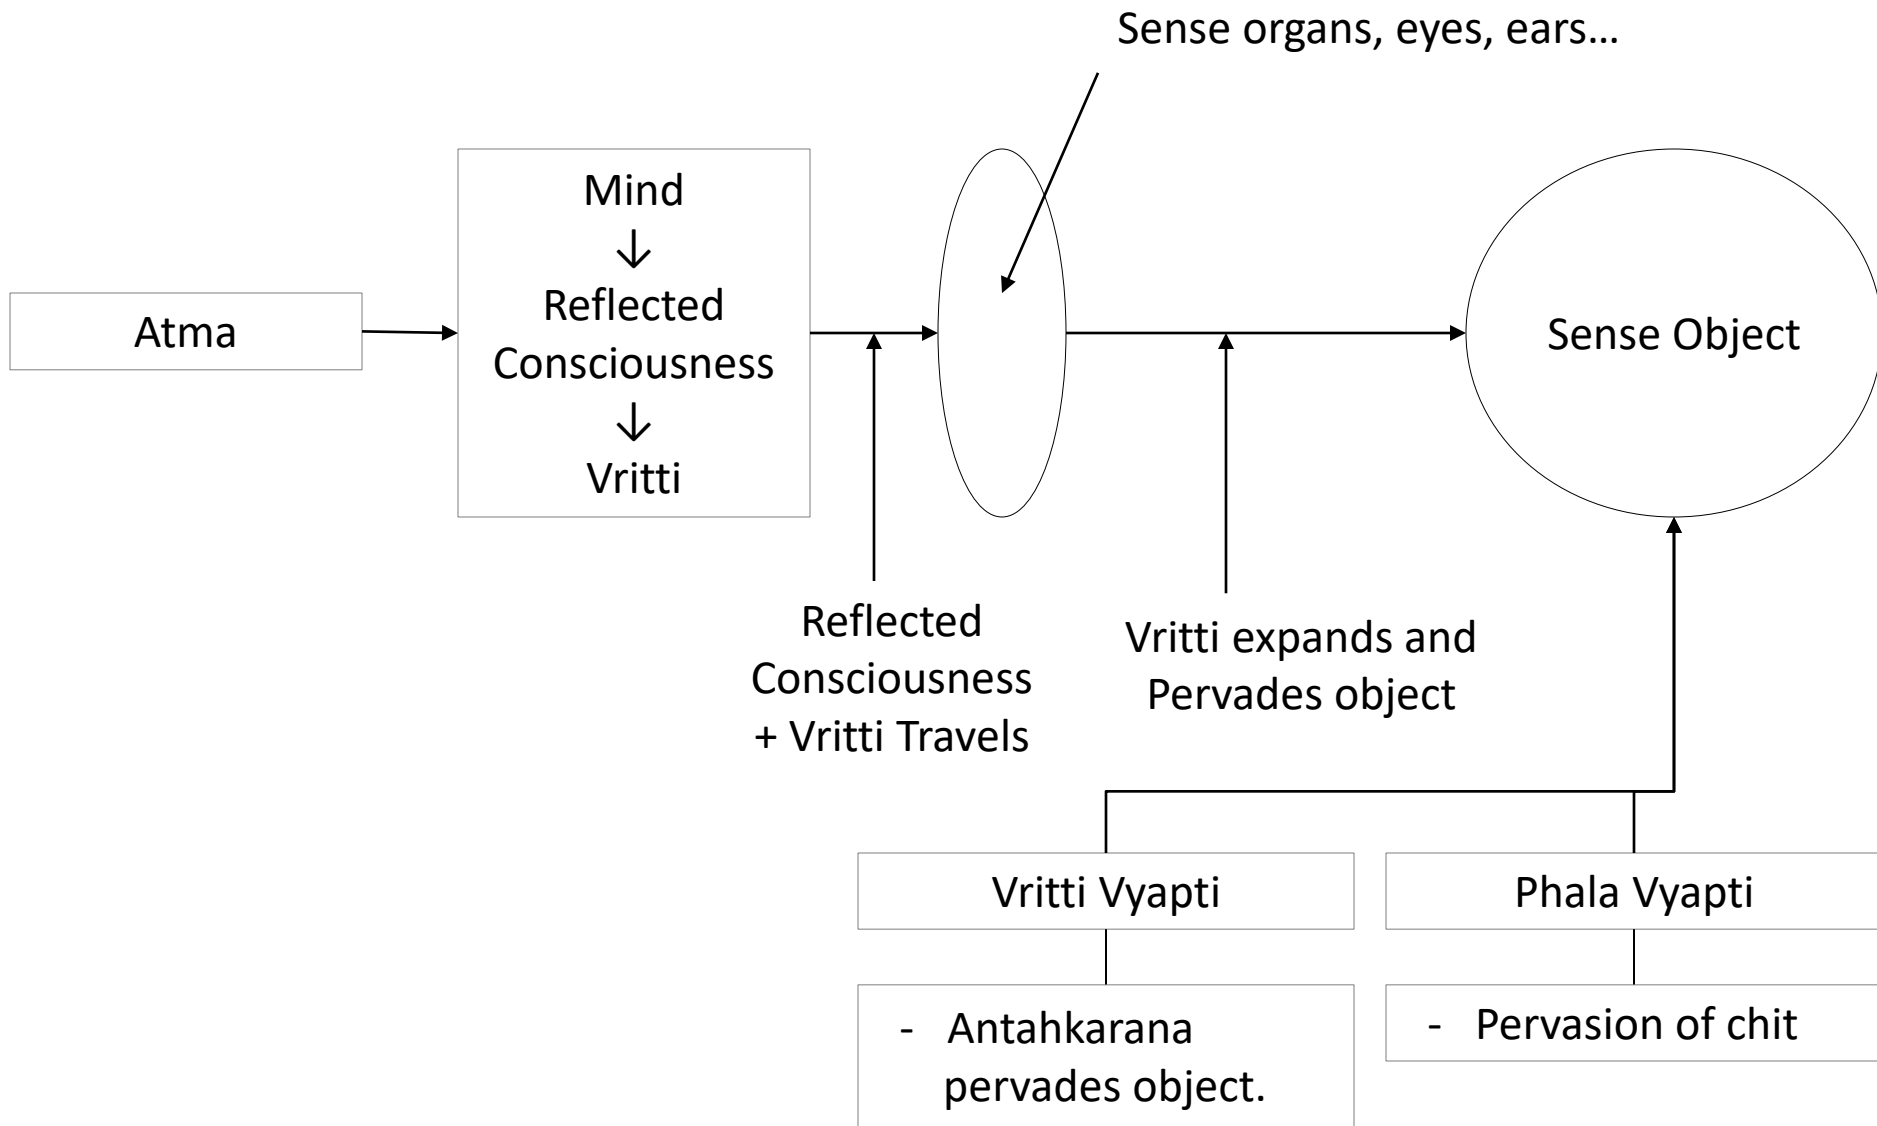 Sense organs, eyes, ears...
Mind
↓
Reflected
Consciousness
↓
Vritti
Atma
Sense Object
Reflected
Consciousness
+ Vritti Travels
Vritti expands and
Pervades object
Vritti Vyapti
Phala Vyapti
- Antahkarana
pervades object.
- Pervasion of chit